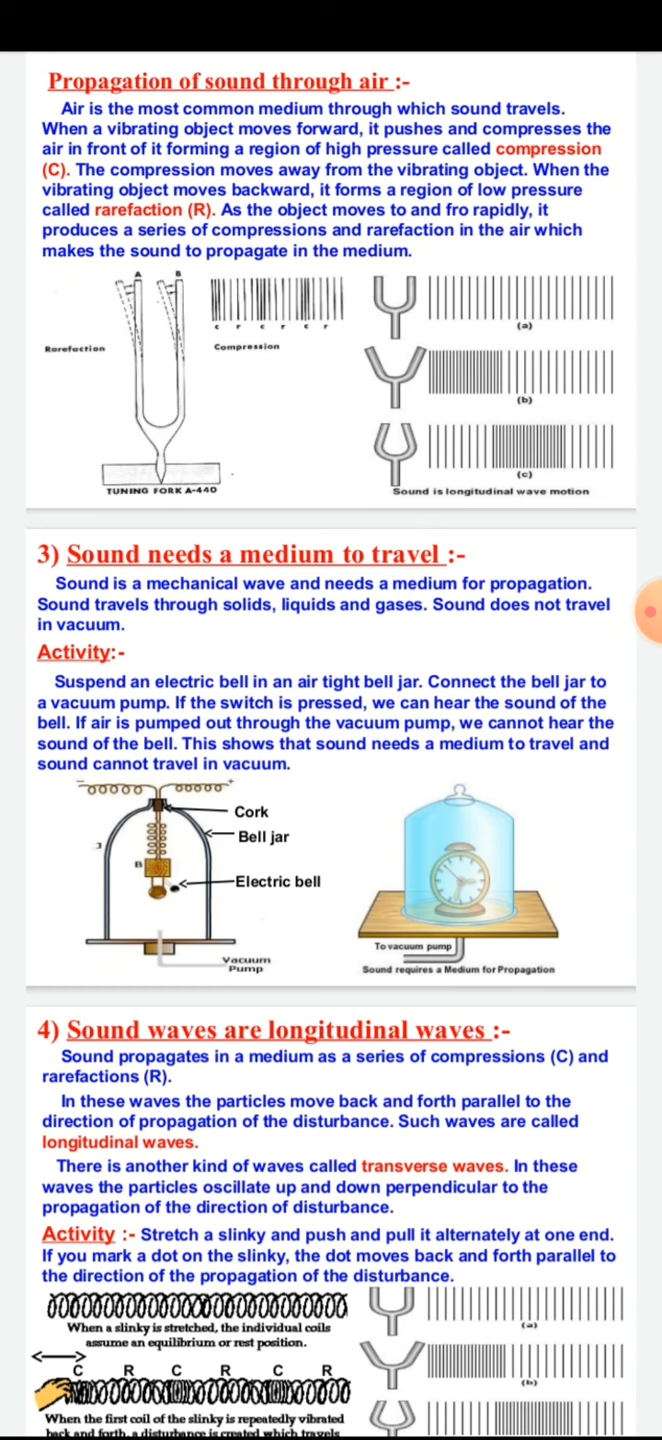 Propagation of sound through air :-
Air is the most common medium through which sound travels.
When a vibrating object moves forward, it pushes and compresses the
air in front of it forming a region of high pressure called compression
(C). The compression moves away from the vibrating object. When the
vibrating object moves backward, it forms a region of low pressure
called rarefaction (R). As the object moves to and fro rapidly, it
produces a series of compressions and rarefaction in the air which
makes the sound to propagate in the medium.
A B
C r C r C r
Rarefaction
Compression
TUNING FORK A-440
(a)
(b)
(c)
Sound is longitudinal wave motion
3) Sound needs a medium to travel :-
Sound is a mechanical wave and needs a medium for propagation.
Sound travels through solids, liquids and gases. Sound does not travel
in vacuum.
Activity:-
Suspend an electric bell in an air tight bell jar. Connect the bell jar to
a vacuum pump. If the switch is pressed, we can hear the sound of the
bell. If air is pumped out through the vacuum pump, we cannot hear the
sound of the bell. This shows that sound needs a medium to travel and
sound cannot travel in vacuum.
- +
Cork
Bell jar
J
B
Electric bell
Vacuum
Pump
To vacuum pump
Sound requires a Medium for Propagation
4) Sound waves are longitudinal waves :-
Sound propagates in a medium as a series of compressions (C) and
rarefactions (R).
In these waves the particles move back and forth parallel to the
direction of propagation of the disturbance. Such waves are called
longitudinal waves.
There is another kind of waves called transverse waves. In these
waves the particles oscillate up and down perpendicular to the
propagation of the direction of disturbance.
Activity :- Stretch a slinky and push and pull it alternately at one end.
If you mark a dot on the slinky, the dot moves back and forth parallel to
the direction of the propagation of the disturbance.
When a slinky is stretched, the individual coils
assume an equilibrium or rest position.
C R C R C R
When the first coil of the slinky is repeatedly vibrated
back and forth, a disturbance is created which travels
(a)
(b)